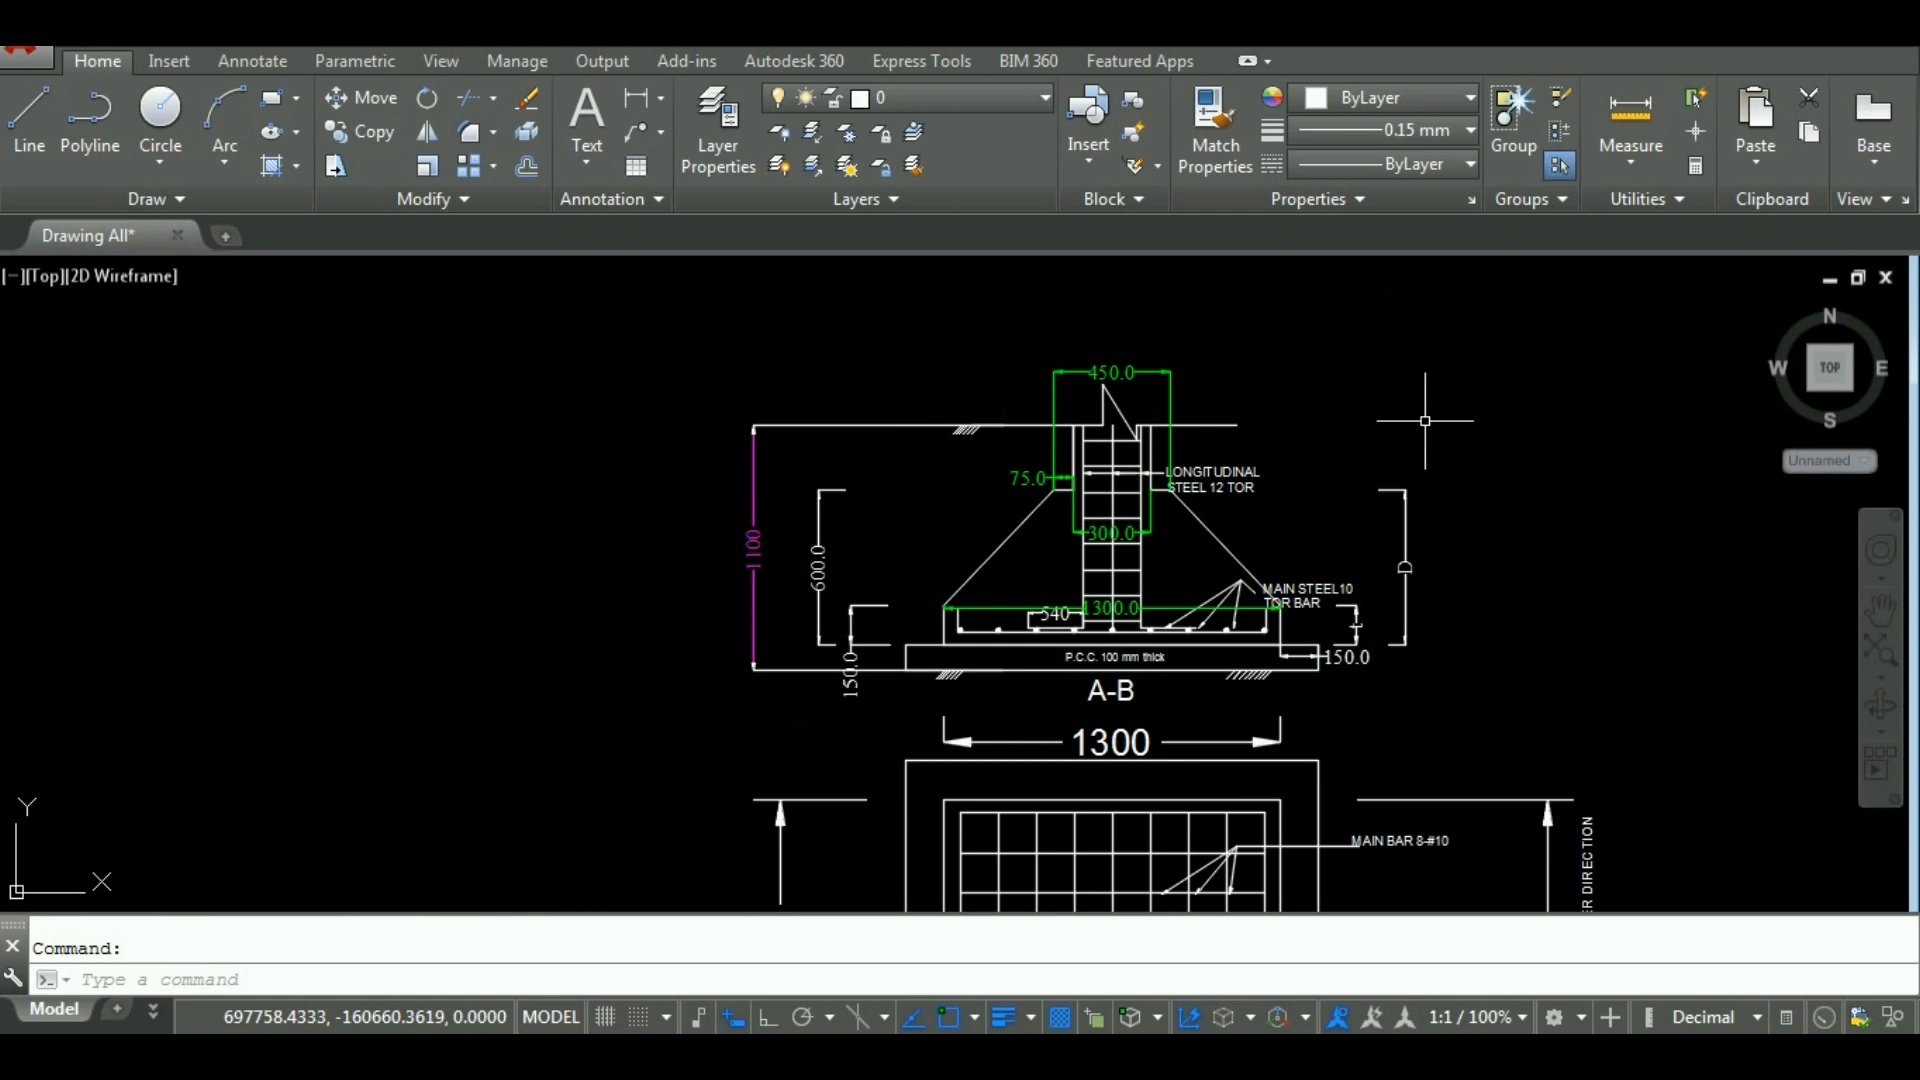 Home Insert Annotate Parametric View Manage Output Add-ins Autodesk 360 Express Tools BIM 360 Featured Apps
Move 0 ByLayer
Copy 0.15 mm
Line Polyline Circle Arc Text Layer Properties Insert Match Properties ByLayer Group Measure Paste Base
Draw Modify Annotation Layers Block Properties Groups Utilities Clipboard View
Drawing All*
[−][Top][2D Wireframe]
N
W TOP E
S
Unnamed
450.0
75.0
LONGITUDINAL
STEEL 12 TOR
300.0
1100
600.0
D
MAIN STEEL10
TOR BAR
540
1300.0
t
P.C.C. 100 mm thick
150.0
150.0
A-B
1300
MAIN BAR 8-#10
ER DIRECTION
Y
X
Command:
Type a command
Model
697758.4333, -160660.3619, 0.0000 MODEL 1:1 / 100% Decimal